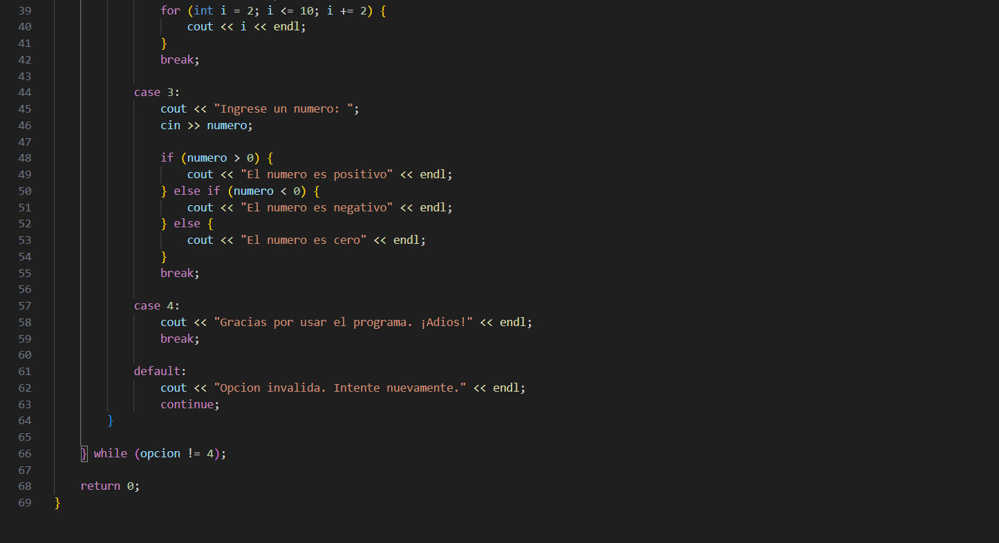 39 for (int i = 2; i <= 10; i += 2) {
40 cout << i << endl;
41 }
42 break;
43
44 case 3:
45 cout << "Ingrese un numero: ";
46 cin >> numero;
47
48 if (numero > 0) {
49 cout << "El numero es positivo" << endl;
50 } else if (numero < 0) {
51 cout << "El numero es negativo" << endl;
52 } else {
53 cout << "El numero es cero" << endl;
54 }
55 break;
56
57 case 4:
58 cout << "Gracias por usar el programa. ¡Adios!" << endl;
59 break;
60
61 default:
62 cout << "Opcion invalida. Intente nuevamente." << endl;
63 continue;
64 }
65
66 } while (opcion != 4);
67
68 return 0;
69 }